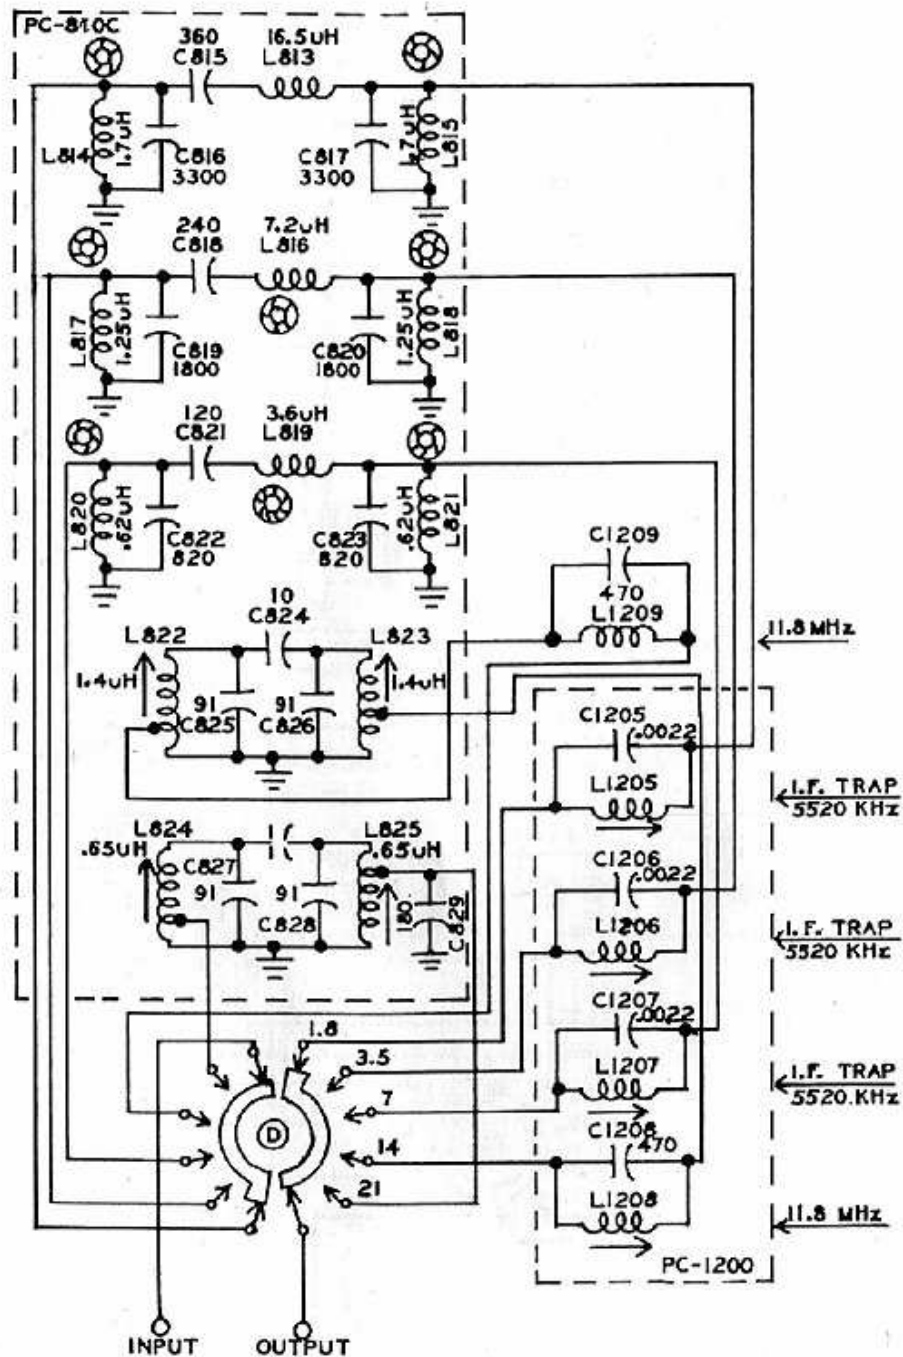 PC-810C
360
C815
16.5uH
L813
L814
1.7uH
C816
3300
C817
3300
1.7uH
L815
240
C818
7.2uH
L816
L817
1.25uH
C819
1800
C820
1800
1.25uH
L818
120
C821
3.6uH
L819
L820
.62uH
C822
820
C823
820
.62uH
L821
C1209
470
L1209
11.8 MHz
10
C824
L822
1.4uH
91
C825
91
C826
L823
1.4uH
C1205
.0022
L1205
I.F. TRAP
5520 KHz
L824
.65uH
C827
91
91
C828
L825
.65uH
180
C829
C1206
.0022
L1206
I.F. TRAP
5520 KHz
C1207
.0022
L1207
I.F. TRAP
5520.KHz
C1208
470
L1208
11.8 MHz
PC-1200
1.8
3.5
7
14
21
D
INPUT
OUTPUT